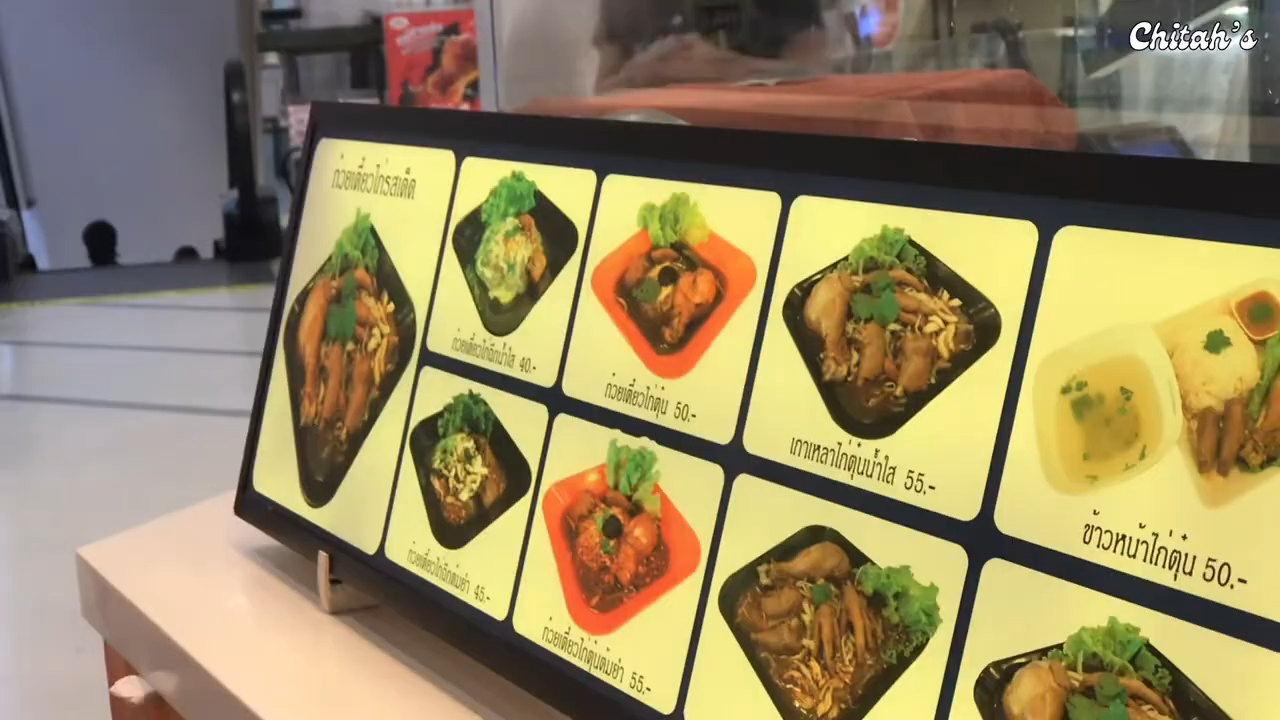 Chitah's
ก๋วยเตี๋ยวไก่รสเด็ด
ก๋วยเตี๋ยวไก่ฉีกน้ำใส 40.-
ก๋วยเตี๋ยวไก่ตุ๋น 50.-
เกาเหลาไก่ตุ๋นน้ำใส 55.-
ข้าวหน้าไก่ตุ๋น 50.-
ก๋วยเตี๋ยวไก่ฉีกต้มยำ 45.-
ก๋วยเตี๋ยวไก่ตุ๋นต้มยำ 55.-